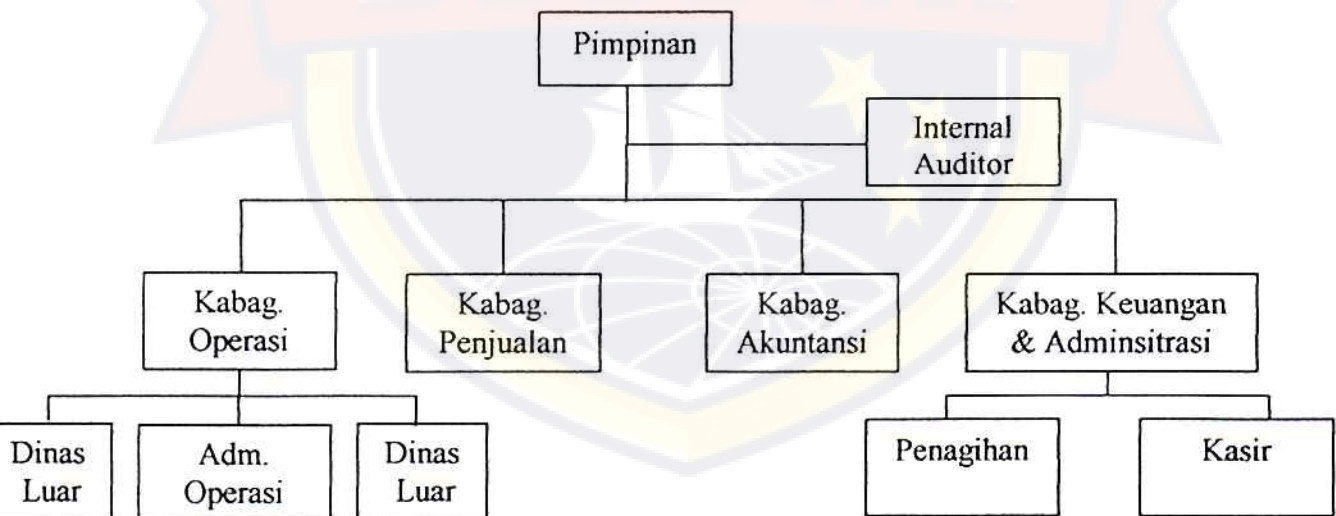 Pimpinan
Internal
Auditor
Kabag.
Operasi
Kabag.
Penjualan
Kabag.
Akuntansi
Kabag. Keuangan
& Adminsitrasi
Dinas
Luar
Adm.
Operasi
Dinas
Luar
Penagihan
Kasir